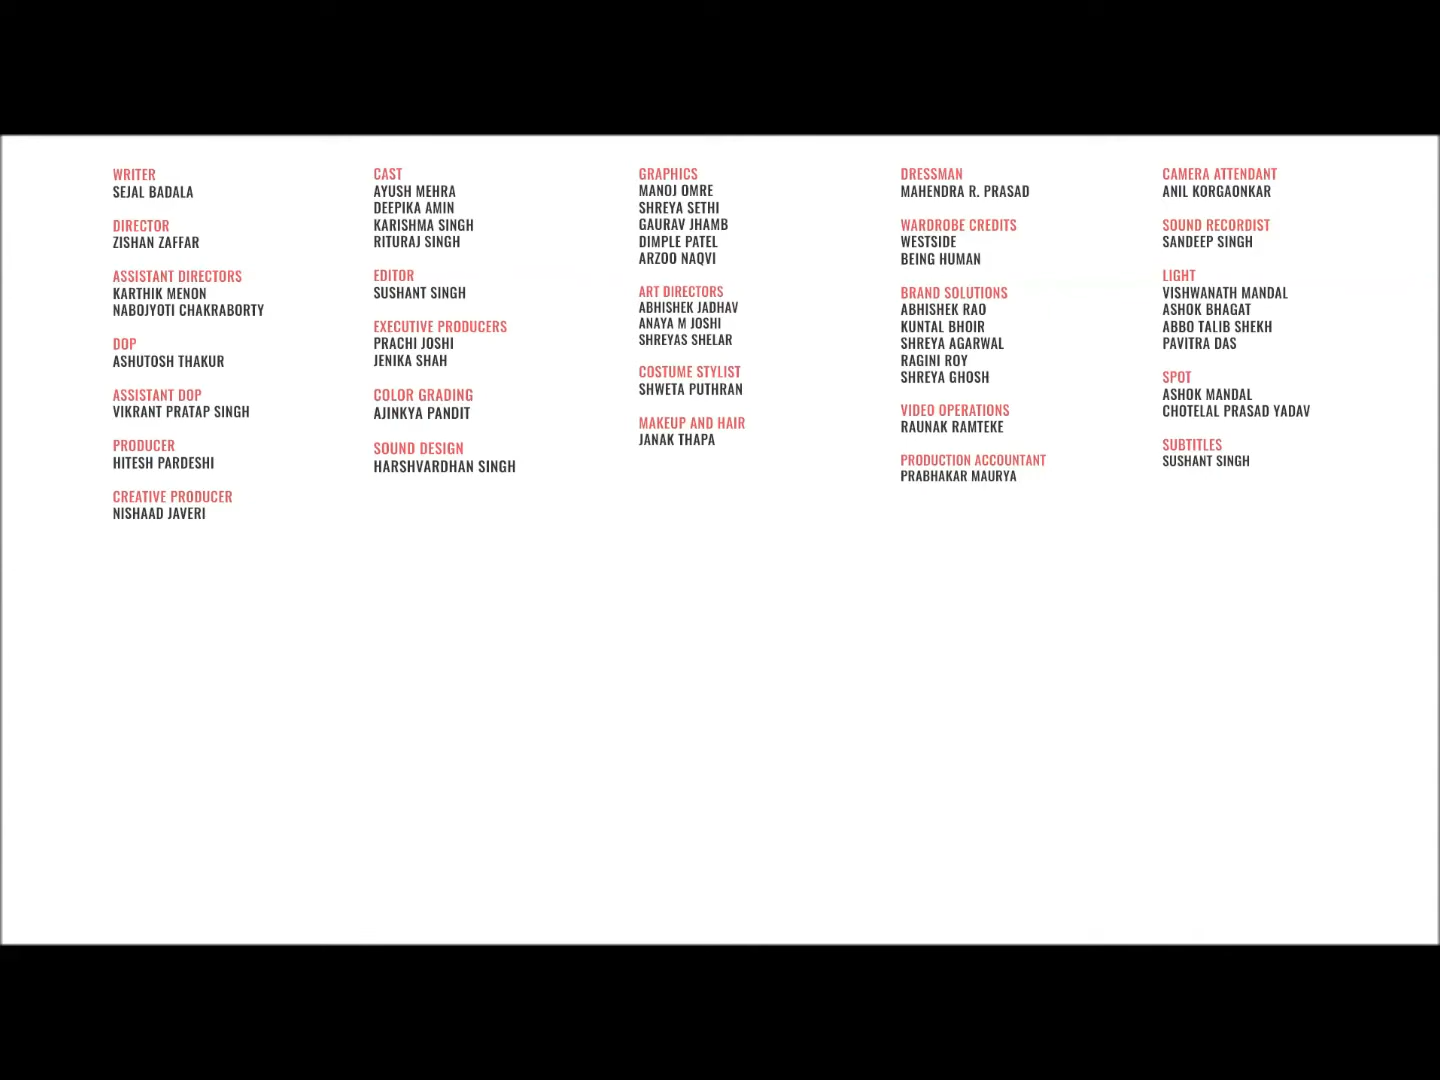 WRITER
SEJAL BADALA
DIRECTOR
ZISHAN ZAFFAR
ASSISTANT DIRECTORS
KARTHIK MENON
NABOJYOTI CHAKRABORTY
DOP
ASHUTOSH THAKUR
ASSISTANT DOP
VIKRANT PRATAP SINGH
PRODUCER
HITESH PARDESHI
CREATIVE PRODUCER
NISHAAD JAVERI
CAST
AYUSH MEHRA
DEEPIKA AMIN
KARISHMA SINGH
RITURAJ SINGH
EDITOR
SUSHANT SINGH
EXECUTIVE PRODUCERS
PRACHI JOSHI
JENIKA SHAH
COLOR GRADING
AJINKYA PANDIT
SOUND DESIGN
HARSHVARDHAN SINGH
GRAPHICS
MANOJ OMRE
SHREYA SETHI
GAURAV JHAMB
DIMPLE PATEL
ARZOO NAQVI
ART DIRECTORS
ABHISHEK JADHAV
ANAYA M JOSHI
SHREYAS SHELAR
COSTUME STYLIST
SHWETA PUTHRAN
MAKEUP AND HAIR
JANAK THAPA
DRESSMAN
MAHENDRA R. PRASAD
WARDROBE CREDITS
WESTSIDE
BEING HUMAN
BRAND SOLUTIONS
ABHISHEK RAO
KUNTAL BHOIR
SHREYA AGARWAL
RAGINI ROY
SHREYA GHOSH
VIDEO OPERATIONS
RAUNAK RAMTEKE
PRODUCTION ACCOUNTANT
PRABHAKAR MAURYA
CAMERA ATTENDANT
ANIL KORGAONKAR
SOUND RECORDIST
SANDEEP SINGH
LIGHT
VISHWANATH MANDAL
ASHOK BHAGAT
ABBO TALIB SHEKH
PAVITRA DAS
SPOT
ASHOK MANDAL
CHOTELAL PRASAD YADAV
SUBTITLES
SUSHANT SINGH